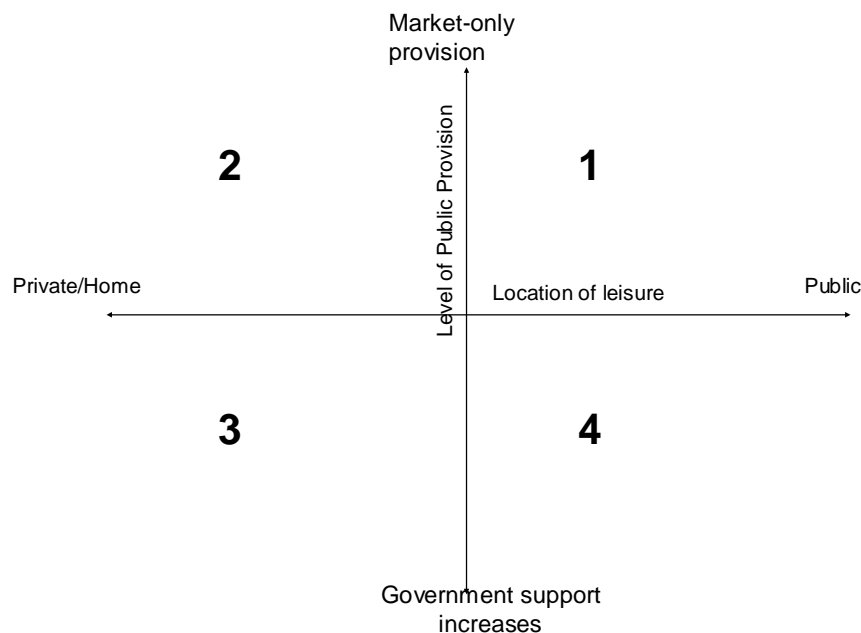 Market-only
provision
Level of Public Provision
2
1
Private/Home
Location of leisure
Public
3
4
Government support
increases